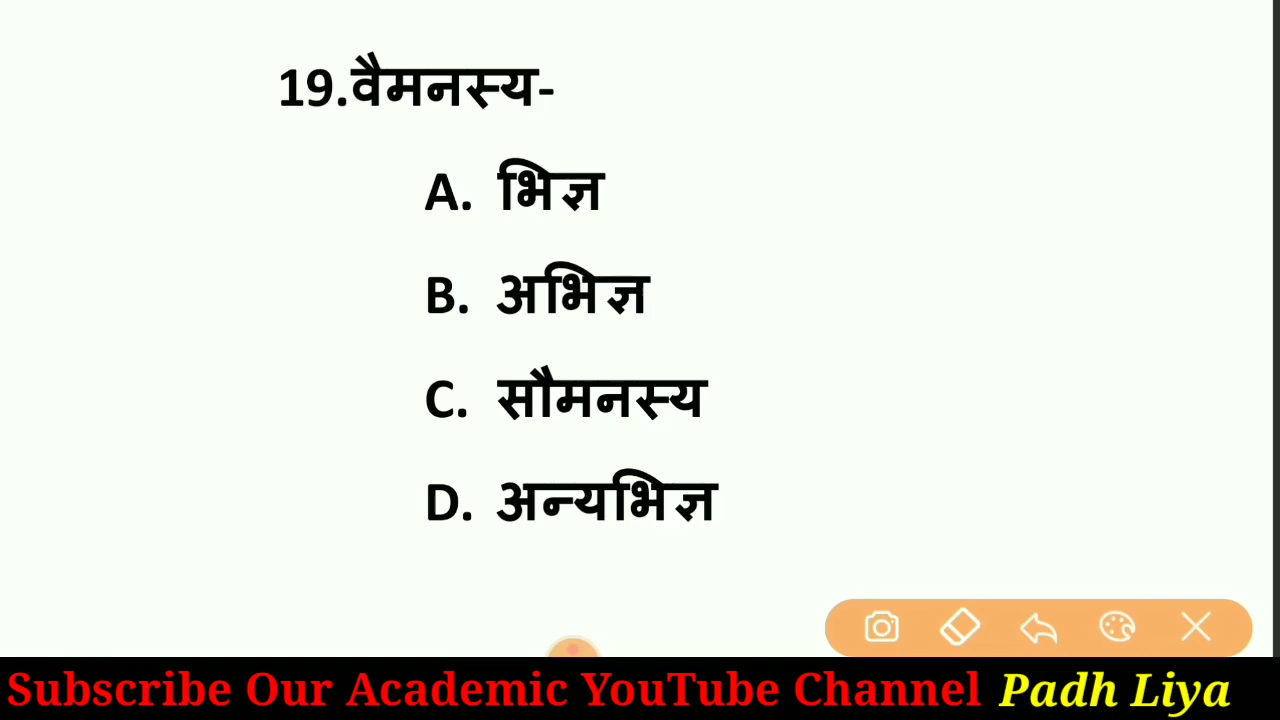 19.वैमनस्य-
A. भिज्ञ
B. अभिज्ञ
C. सौमनस्य
D. अन्यभिज्ञ
Subscribe Our Academic YouTube Channel Padh Liya